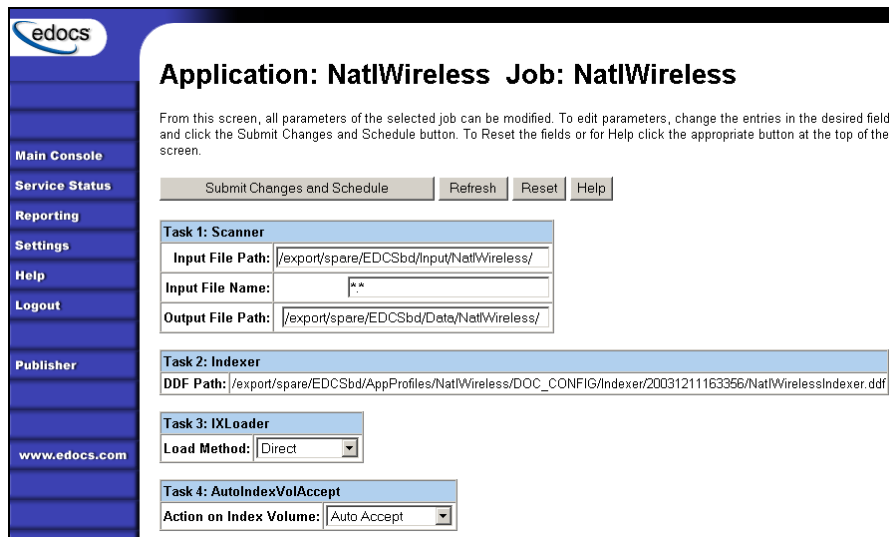 edocs
Main Console
Service Status
Reporting
Settings
Help
Logout
Publisher
www.edocs.com
Application: NatlWireless Job: NatlWireless
From this screen, all parameters of the selected job can be modified. To edit parameters, change the entries in the desired field
and click the Submit Changes and Schedule button. To Reset the fields or for Help click the appropriate button at the top of the
screen.
Submit Changes and Schedule Refresh Reset Help
Task 1: Scanner
Input File Path: /export/spare/EDCSbd/Input/NatlWireless/
Input File Name: *.*
Output File Path: /export/spare/EDCSbd/Data/NatlWireless/
Task 2: Indexer
DDF Path: /export/spare/EDCSbd/AppProfiles/NatlWireless/DOC_CONFIG/Indexer/20031211163356/NatlWirelessIndexer.ddf
Task 3: IXLoader
Load Method: Direct
Task 4: AutoIndexVolAccept
Action on Index Volume: Auto Accept